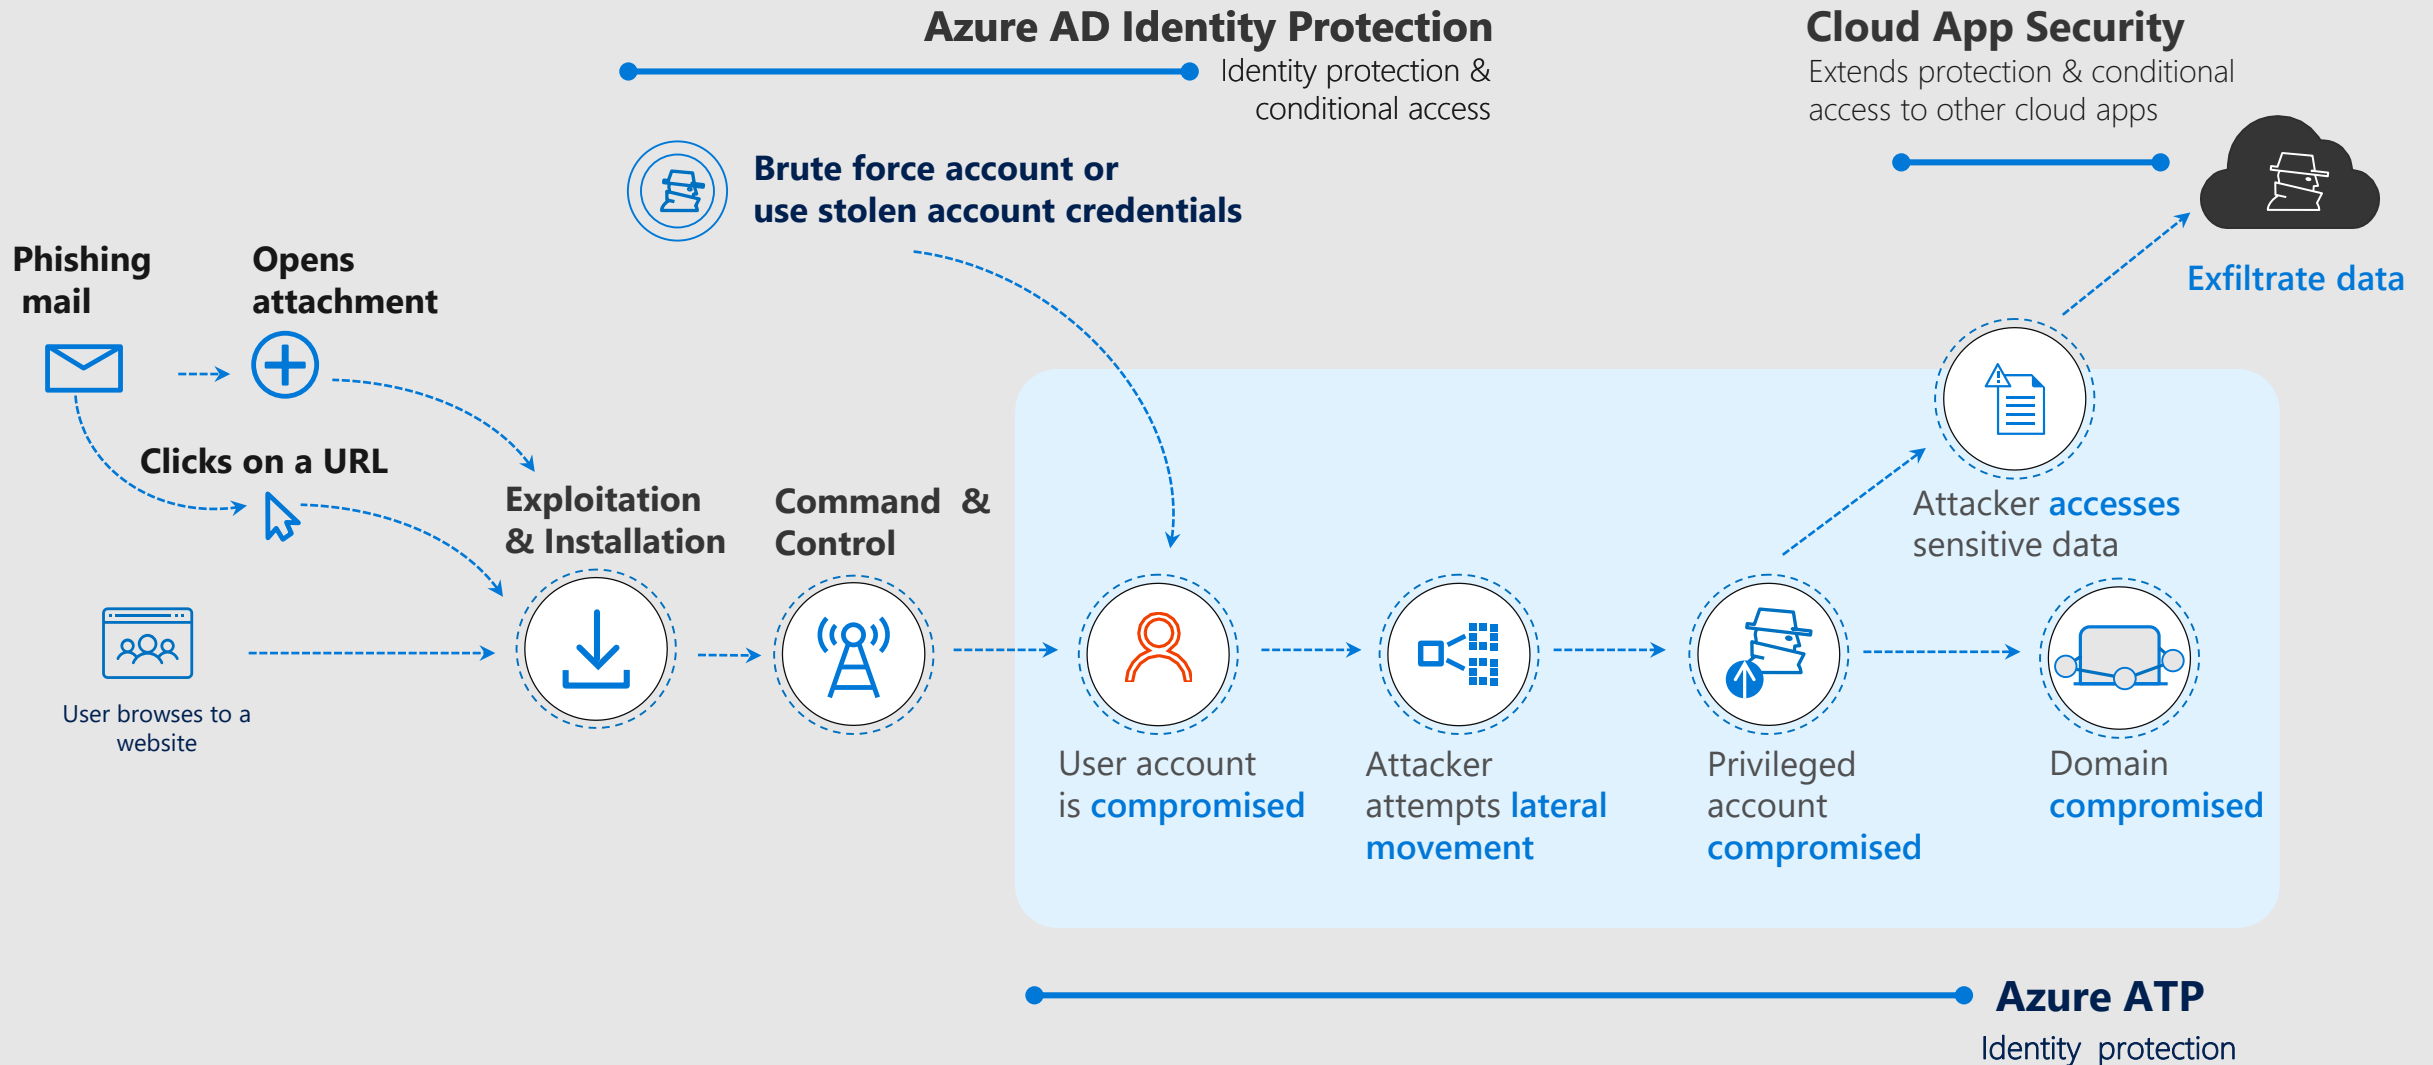 Azure AD Identity Protection
Identity protection &
conditional access
Cloud App Security
Extends protection & conditional
access to other cloud apps
Brute force account or
use stolen account credentials
Phishing
mail
Opens
attachment
Exfiltrate data
Clicks on a URL
Exploitation
& Installation
Command &
Control
Attacker accesses
sensitive data
User browses to a
website
User account
is compromised
Attacker
attempts lateral
movement
Privileged
account
compromised
Domain
compromised
Azure ATP
Identity protection